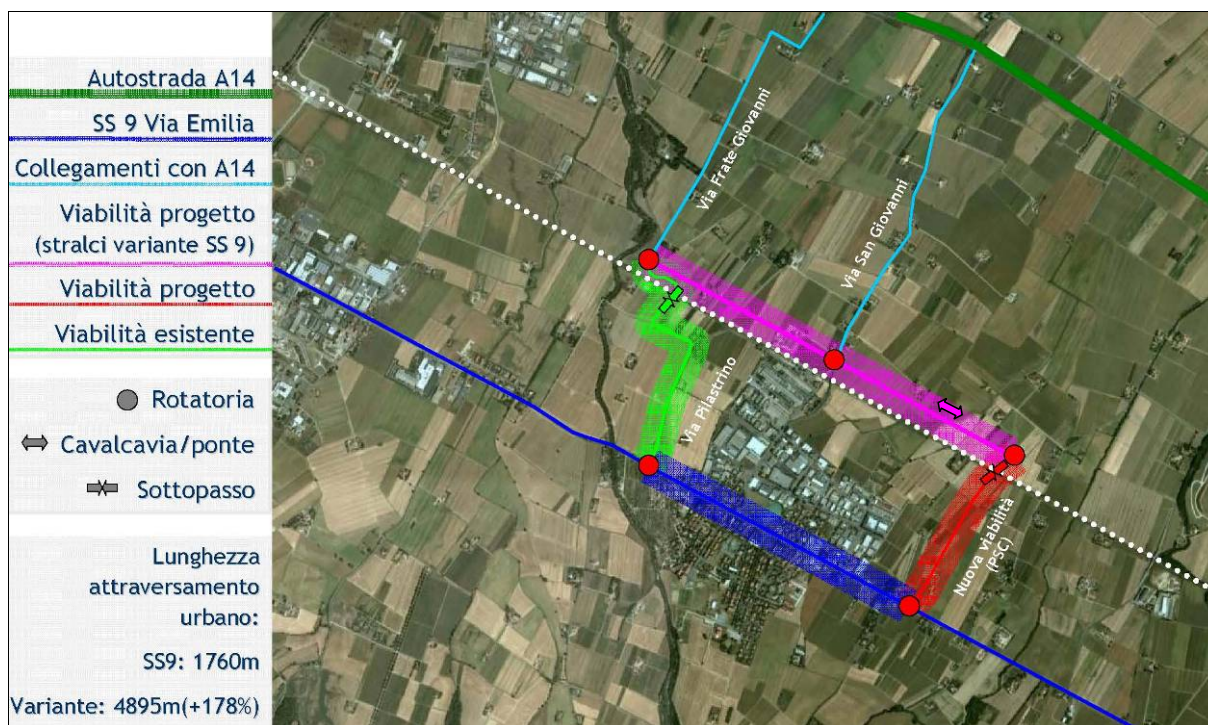 Autostrada A14
SS 9 Via Emilia
Collegamenti con A14
Viabilità progetto
(stralci variante SS 9)
Viabilità progetto
Viabilità esistente
Rotatoria
Cavalcavia/ponte
Sottopasso
Lunghezza
attraversamento
urbano:
SS9: 1760m
Variante: 4895m(+178%)
Via Frate Giovanni
Via San Giovanni
Via Pilastrino
Nuova viabilità
(PSC)